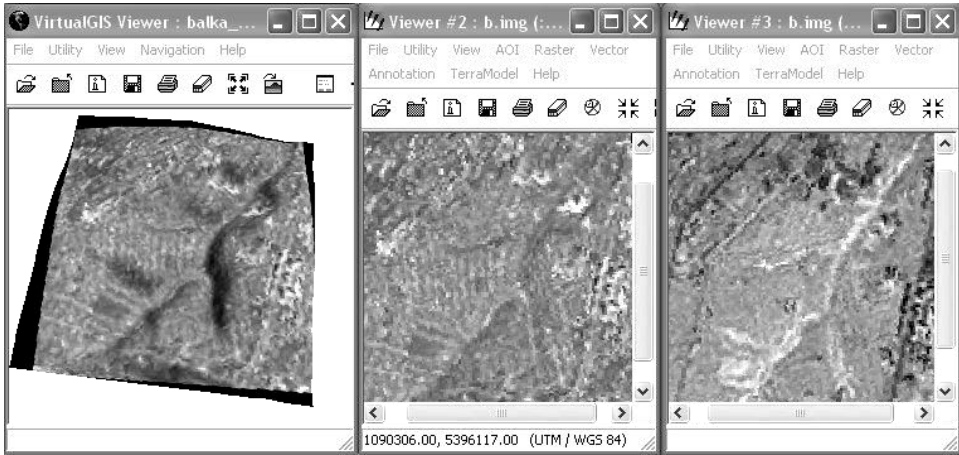 VirtualGIS Viewer : balka_...
File Utility View Navigation Help
Viewer #2 : b.img (:...
File Utility View AOI Raster Vector
Annotation TerraModel Help
1090306.00, 5396117.00 (UTM / WGS 84)
Viewer #3 : b.img (...
File Utility View AOI Raster Vector
Annotation TerraModel Help